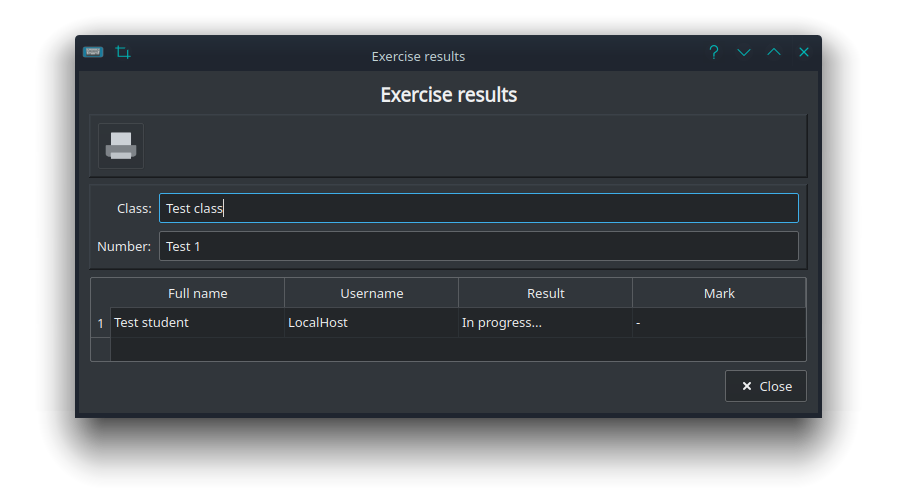 Exercise results
Exercise results
Class: Test class
Number: Test 1
Full name Username Result Mark
1 Test student LocalHost In progress... -
Close